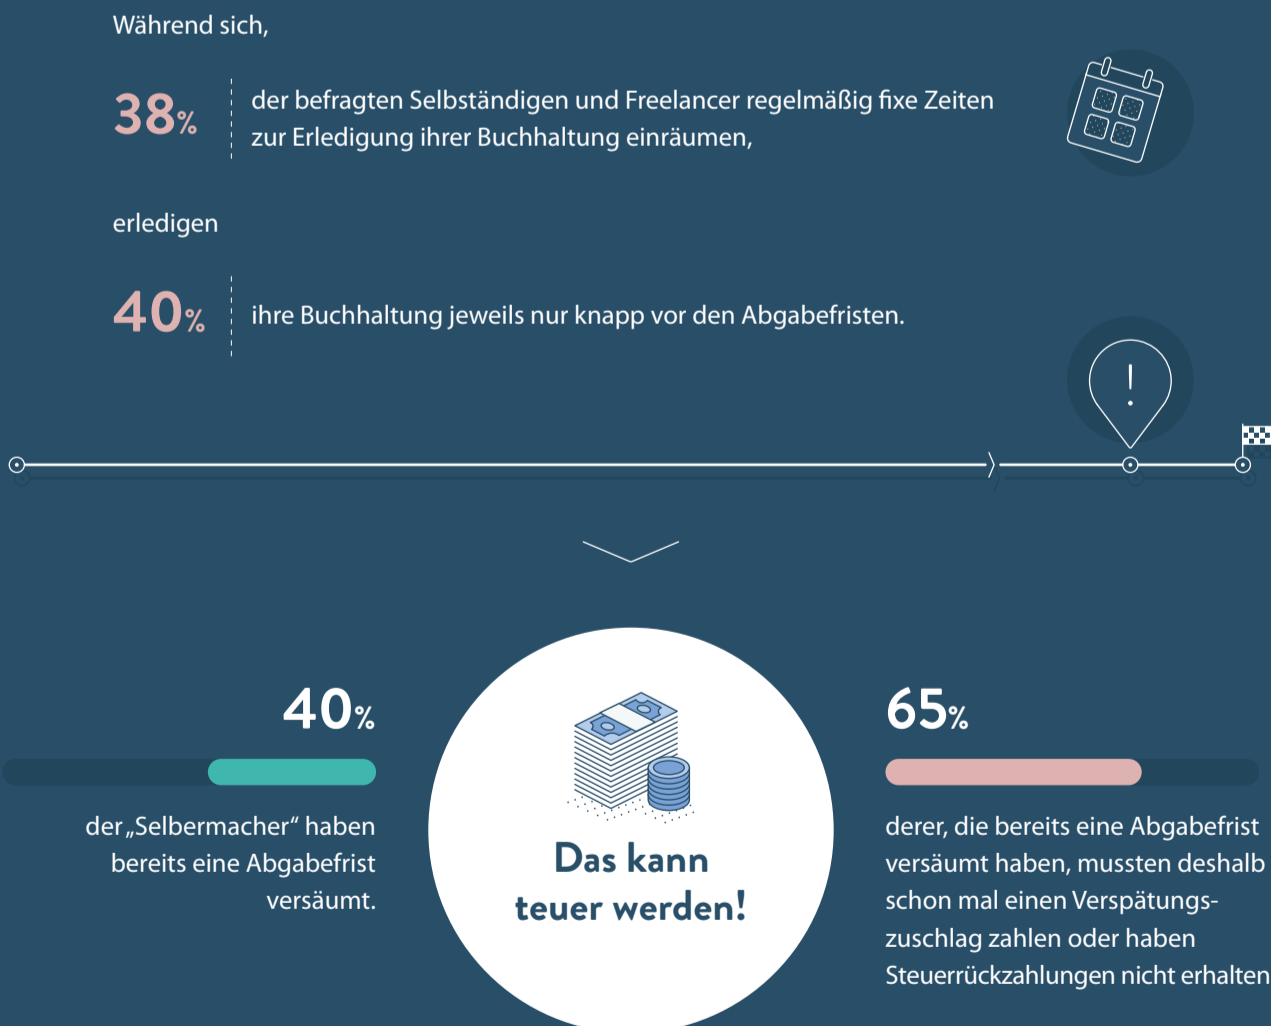 Während sich,
38%
der befragten Selbständigen und Freelancer regelmäßig fixe Zeiten
zur Erledigung ihrer Buchhaltung einräumen,
erledigen
40%
ihre Buchhaltung jeweils nur knapp vor den Abgabefristen.
!
40%
der „Selbermacher“ haben
bereits eine Abgabefrist
versäumt.
Das kann
teuer werden!
65%
derer, die bereits eine Abgabefrist
versäumt haben, mussten deshalb
schon mal einen Verspätungs-
zuschlag zahlen oder haben
Steuerrückzahlungen nicht erhalten